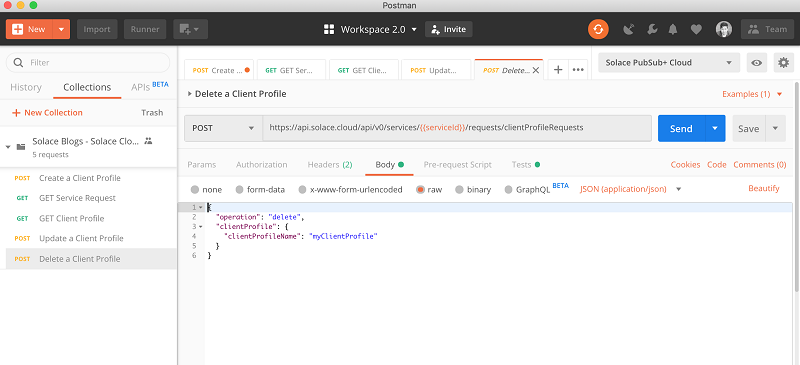 Postman
New
Import
Runner
Workspace 2.0
Invite
Team
Filter
History
Collections
APIs BETA
New Collection
Trash
Solace Blogs - Solace Clo...
5 requests
POST Create a Client Profile
GET GET Service Request
GET GET Client Profile
POST Update a Client Profile
POST Delete a Client Profile
POST Create ...
GET GET Ser...
GET GET Clie...
POST Updat...
POST Delete...
Solace PubSub+ Cloud
Delete a Client Profile
Examples (1)
POST
https://api.solace.cloud/api/v0/services/{{serviceId}}/requests/clientProfileRequests
Send
Save
Params
Authorization
Headers (2)
Body
Pre-request Script
Tests
Cookies
Code
Comments (0)
none
form-data
x-www-form-urlencoded
raw
binary
GraphQL BETA
JSON (application/json)
Beautify
1 {
2 "operation": "delete",
3 "clientProfile": {
4 "clientProfileName": "myClientProfile"
5 }
6 }